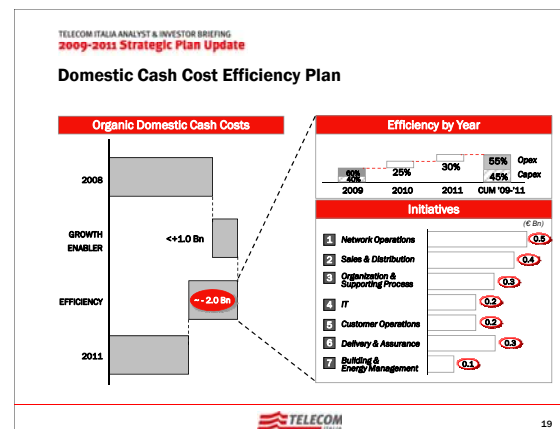 TELECOM ITALIA ANALYST & INVESTOR BRIEFING
2009-2011 Strategic Plan Update
Domestic Cash Cost Efficiency Plan
Organic Domestic Cash Costs
2008
GROWTH
ENABLER
<+1.0 Bn
EFFICIENCY
~ - 2.0 Bn
2011
Efficiency by Year
60%
40%
25%
30%
55%
45%
Opex
Capex
2009
2010
2011
CUM '09-'11
Initiatives
(€ Bn)
1 Network Operations 0.5
2 Sales & Distribution 0.4
3 Organization &
Supporting Process 0.3
4 IT 0.2
5 Customer Operations 0.2
6 Delivery & Assurance 0.3
7 Building &
Energy Management 0.1
TELECOM
ITALIA
19